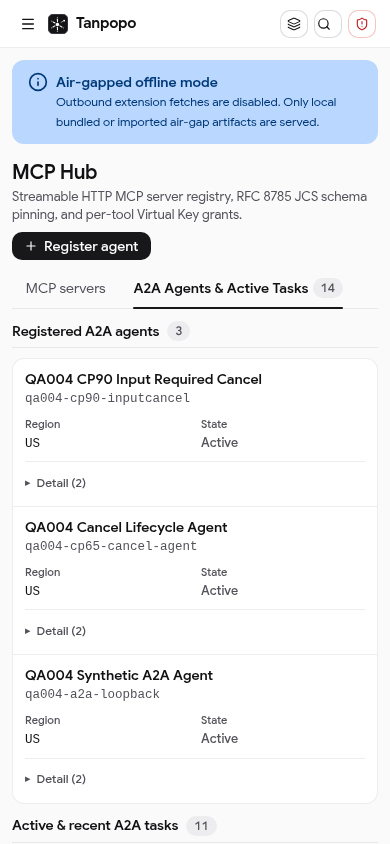 Tanpopo
Air-gapped offline mode
Outbound extension fetches are disabled. Only local
bundled or imported air-gap artifacts are served.
MCP Hub
Streamable HTTP MCP server registry, RFC 8785 JCS schema
pinning, and per-tool Virtual Key grants.
+ Register agent
MCP servers
A2A Agents & Active Tasks 14
Registered A2A agents 3
QA004 CP90 Input Required Cancel
qa004-cp90-inputcancel
Region State
US Active
▸ Detail (2)
QA004 Cancel Lifecycle Agent
qa004-cp65-cancel-agent
Region State
US Active
▸ Detail (2)
QA004 Synthetic A2A Agent
qa004-a2a-loopback
Region State
US Active
▸ Detail (2)
Active & recent A2A tasks 11